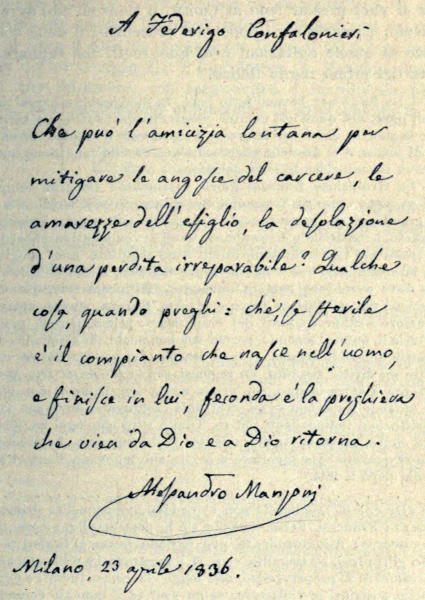 A Federigo Confalonieri
Che può l'amicizia lontana per
mitigare le angosce del carcere, le
amarezze dell'esiglio, la desolazione
d'una perdita irreparabile? Qualche
cosa, quando preghi: chè, se sterile
è il compianto che nasce nell'uomo,
e finisce in lui, feconda è la preghiera
che vien da Dio e a Dio ritorna.
Alessandro Manzoni
Milano, 23 aprile 1836.